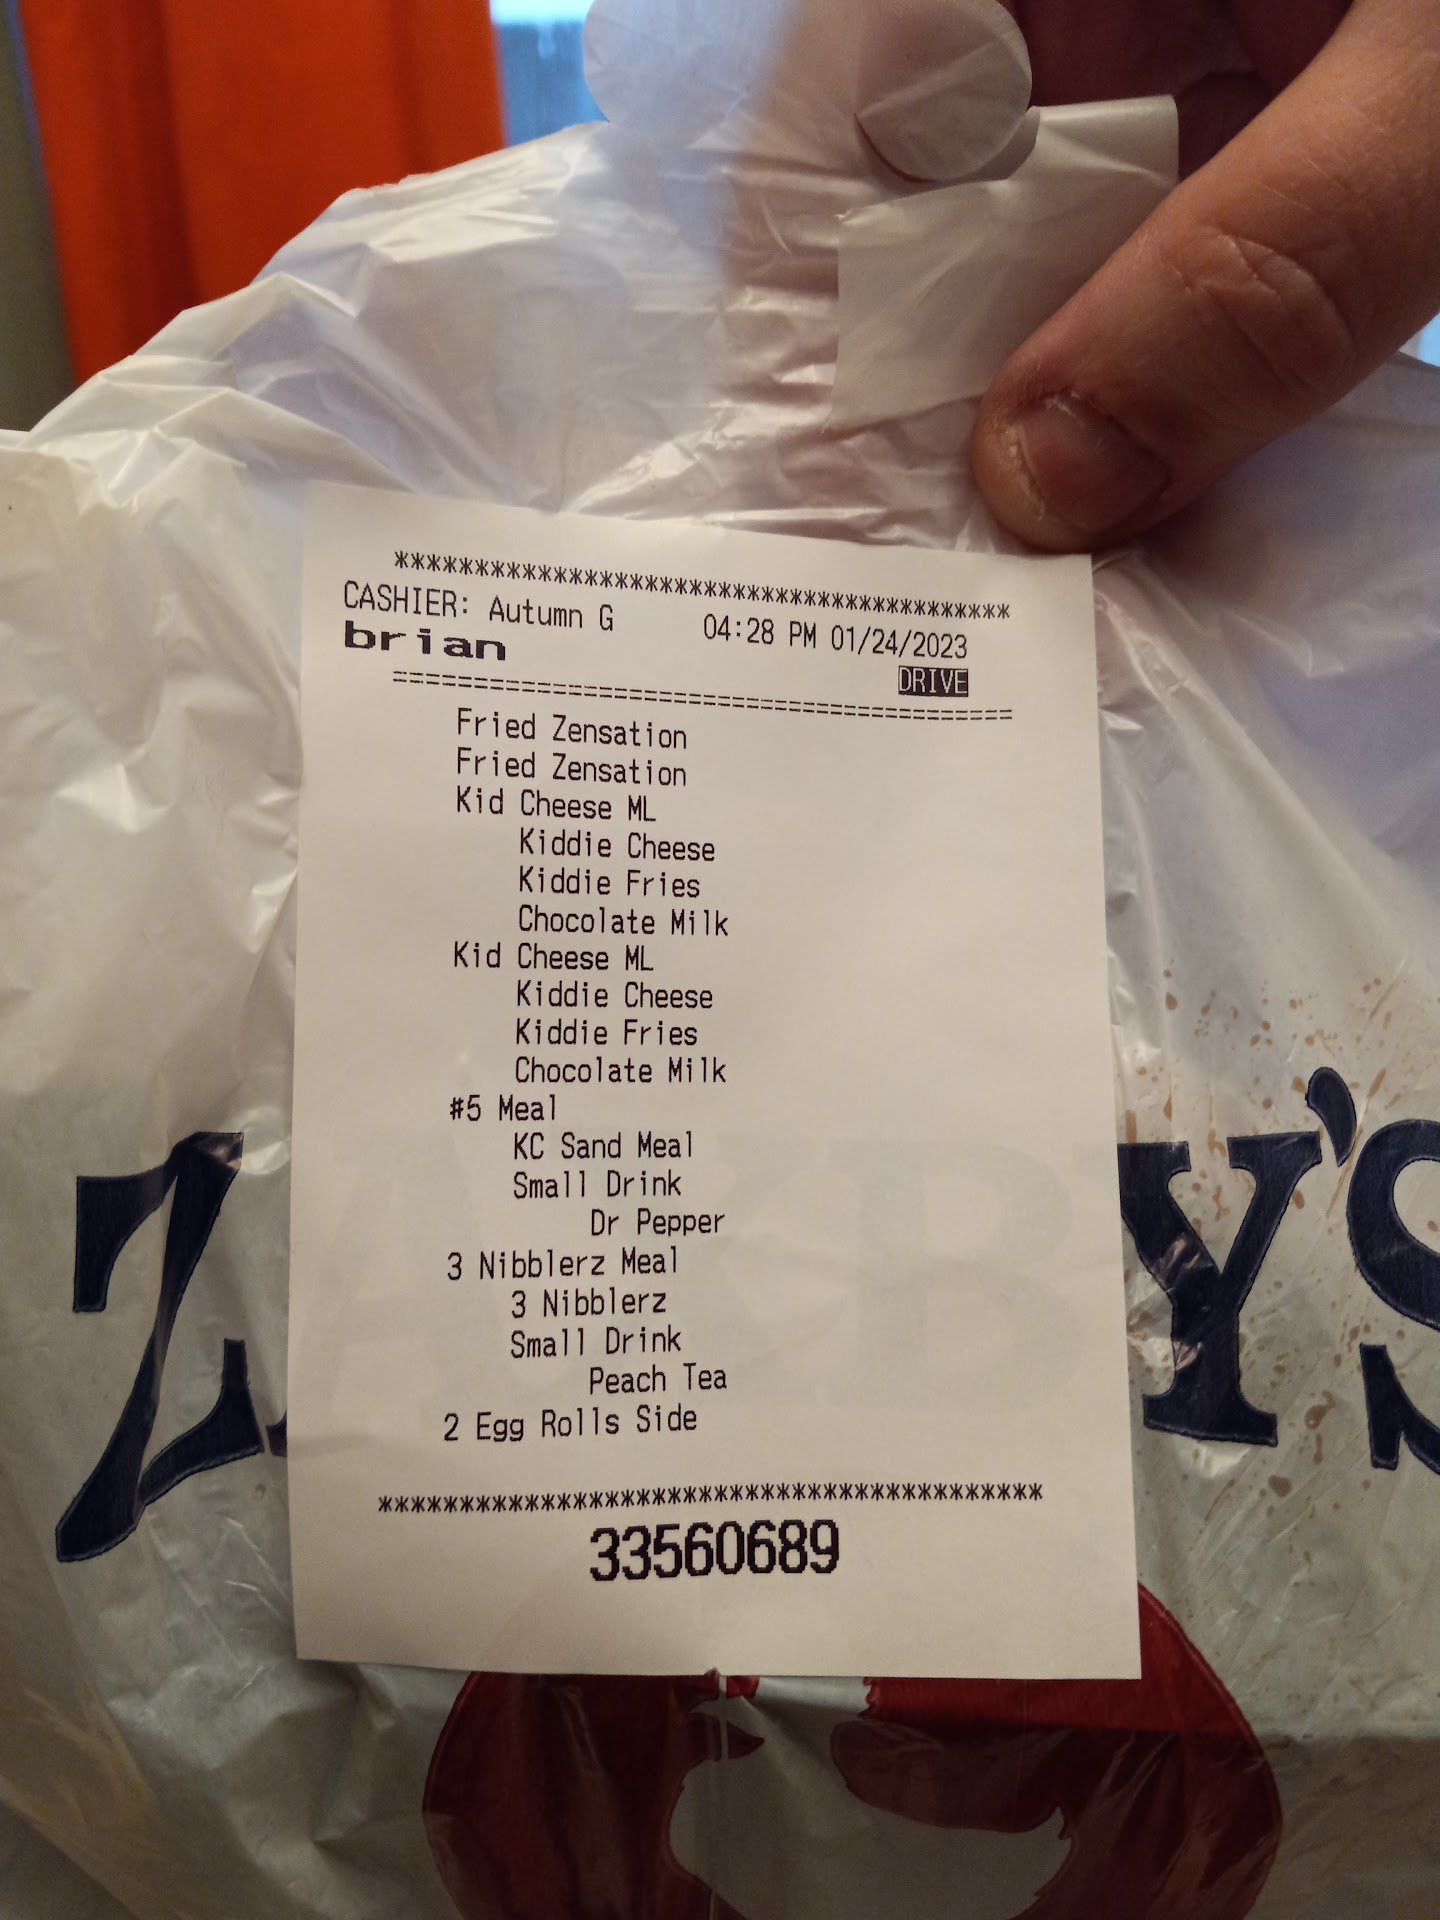 ****************************************
CASHIER: Autumn G 04:28 PM 01/24/2023
brian
DRIVE
========================================
Fried Zensation
Fried Zensation
Kid Cheese ML
Kiddie Cheese
Kiddie Fries
Chocolate Milk
Kid Cheese ML
Kiddie Cheese
Kiddie Fries
Chocolate Milk
#5 Meal
KC Sand Meal
Small Drink
Dr Pepper
3 Nibblerz Meal
3 Nibblerz
Small Drink
Peach Tea
2 Egg Rolls Side
****************************************
33560689
Z Y'S